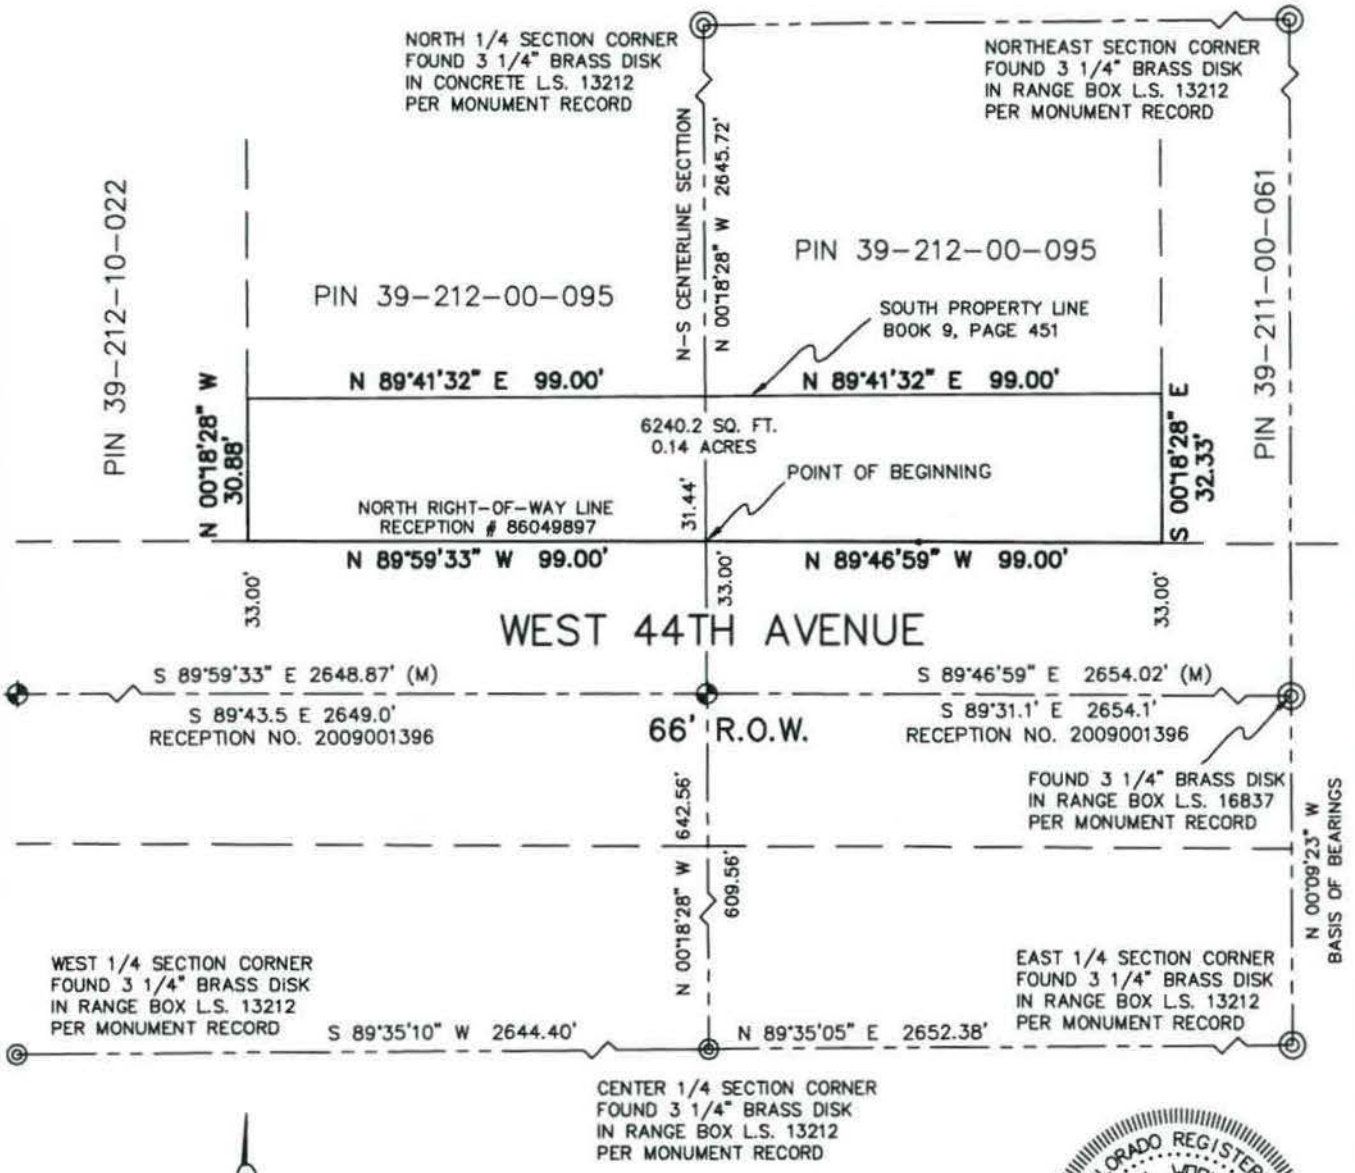 NORTH 1/4 SECTION CORNER
FOUND 3 1/4" BRASS DISK
IN CONCRETE L.S. 13212
PER MONUMENT RECORD
NORTHEAST SECTION CORNER
FOUND 3 1/4" BRASS DISK
IN RANGE BOX L.S. 13212
PER MONUMENT RECORD
PIN 39-212-10-022
N-S CENTERLINE SECTION
N 00°18'28" W 2645.72'
PIN 39-211-00-061
PIN 39-212-00-095
PIN 39-212-00-095
SOUTH PROPERTY LINE
BOOK 9, PAGE 451
N 89°41'32" E 99.00'
N 89°41'32" E 99.00'
N 00°18'28" W
30.88'
6240.2 SQ. FT.
0.14 ACRES
S 00°18'28" E
32.33'
POINT OF BEGINNING
31.44'
NORTH RIGHT-OF-WAY LINE
RECEPTION # 86049897
N 89°59'33" W 99.00'
N 89°46'59" W 99.00'
33.00'
33.00'
33.00'
WEST 44TH AVENUE
S 89°59'33" E 2648.87' (M)
S 89°43.5 E 2649.0'
RECEPTION NO. 2009001396
S 89°46'59" E 2654.02' (M)
S 89°31.1' E 2654.1'
RECEPTION NO. 2009001396
66' R.O.W.
FOUND 3 1/4" BRASS DISK
IN RANGE BOX L.S. 16837
PER MONUMENT RECORD
N 00°18'28" W 642.56'
609.56'
N 00°09'23" W
BASIS OF BEARINGS
WEST 1/4 SECTION CORNER
FOUND 3 1/4" BRASS DISK
IN RANGE BOX L.S. 13212
PER MONUMENT RECORD
EAST 1/4 SECTION CORNER
FOUND 3 1/4" BRASS DISK
IN RANGE BOX L.S. 13212
PER MONUMENT RECORD
S 89°35'10" W 2644.40'
N 89°35'05" E 2652.38'
CENTER 1/4 SECTION CORNER
FOUND 3 1/4" BRASS DISK
IN RANGE BOX L.S. 13212
PER MONUMENT RECORD